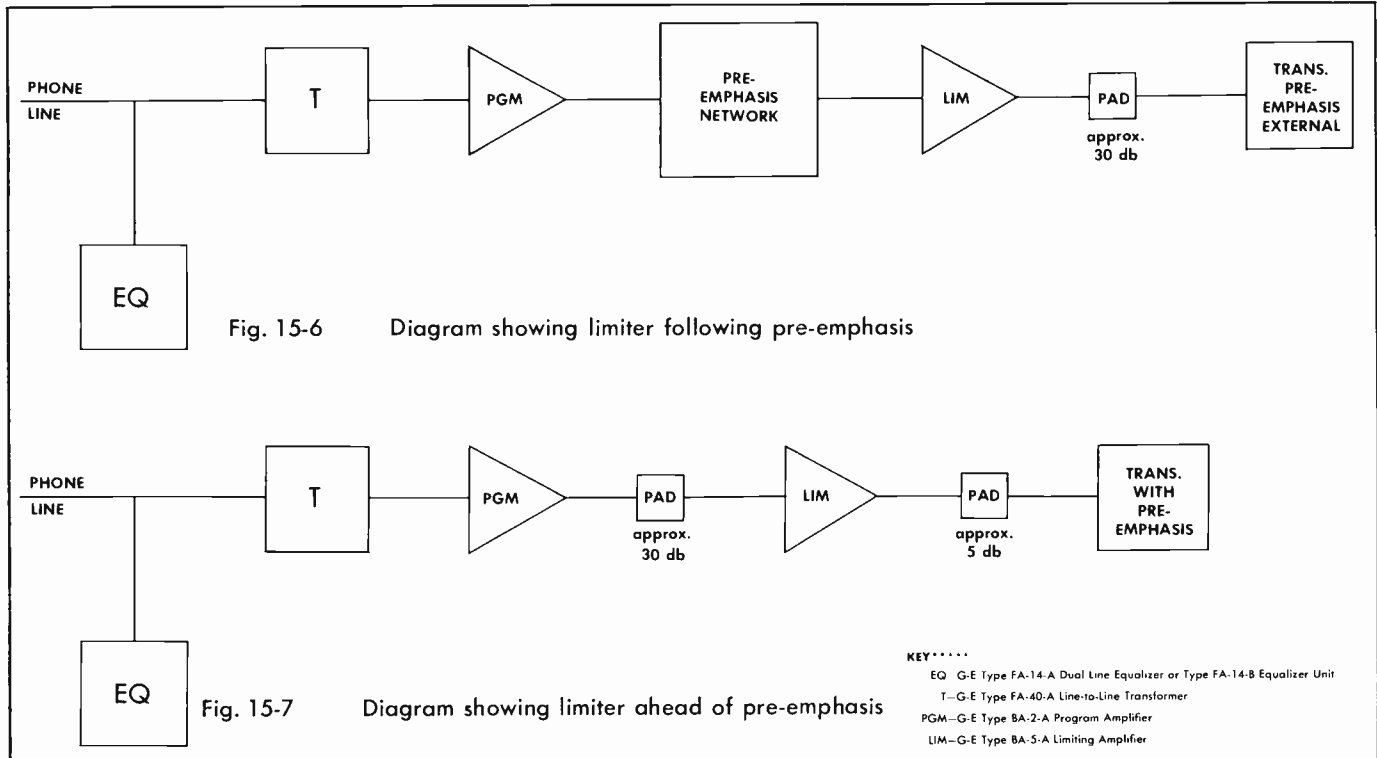 PHONE
LINE
T
PGM
PRE-
EMPHASIS
NETWORK
LIM
PAD
approx.
30 db
TRANS.
PRE-
EMPHASIS
EXTERNAL
EQ
Fig. 15-6 Diagram showing limiter following pre-emphasis
PHONE
LINE
T
PGM
PAD
approx.
30 db
LIM
PAD
approx.
5 db
TRANS.
WITH
PRE-
EMPHASIS
EQ
Fig. 15-7 Diagram showing limiter ahead of pre-emphasis
KEY·····
EQ G-E Type FA-14-A Dual Line Equalizer or Type FA-14-B Equalizer Unit
T—G-E Type FA-40-A Line-to-Line Transformer
PGM—G-E Type BA-2-A Program Amplifier
LIM—G-E Type BA-5-A Limiting Amplifier